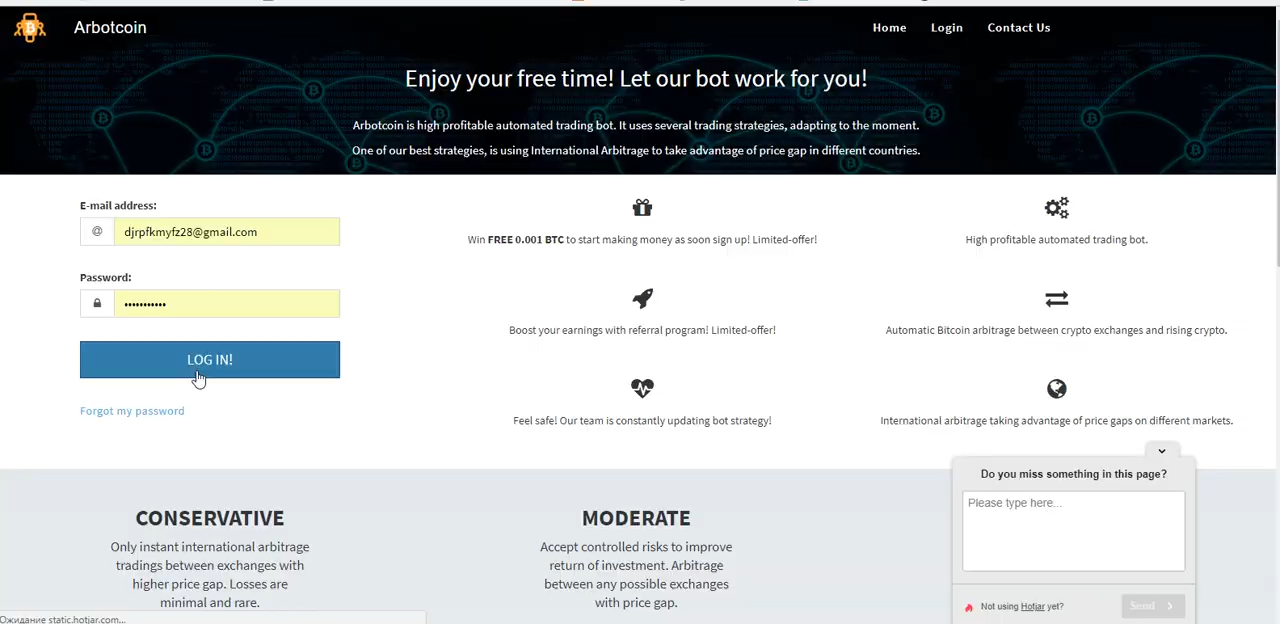 Arbotcoin
Home Login Contact Us
Enjoy your free time! Let our bot work for you!
Arbotcoin is high profitable automated trading bot. It uses several trading strategies, adapting to the moment.
One of our best strategies, is using International Arbitrage to take advantage of price gap in different countries.
E-mail address:
@ djrpfkmyfz28@gmail.com
Password:
•••••••••••
LOG IN!
Forgot my password
Win FREE 0.001 BTC to start making money as soon sign up! Limited-offer!
High profitable automated trading bot.
Boost your earnings with referral program! Limited-offer!
Automatic Bitcoin arbitrage between crypto exchanges and rising crypto.
Feel safe! Our team is constantly updating bot strategy!
International arbitrage taking advantage of price gaps on different markets.
CONSERVATIVE
Only instant international arbitrage
tradings between exchanges with
higher price gap. Losses are
minimal and rare.
MODERATE
Accept controlled risks to improve
return of investment. Arbitrage
between any possible exchanges
with price gap.
Do you miss something in this page?
Please type here...
Not using Hotjar yet?
Send
Ожидание static.hotjar.com...